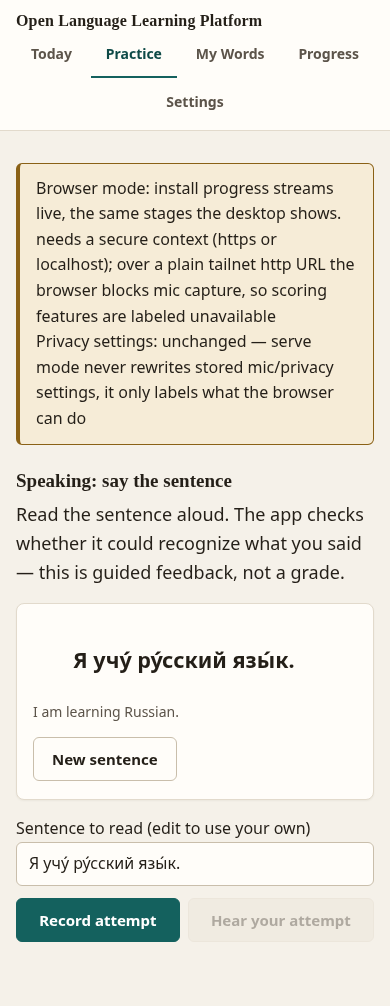 Open Language Learning Platform
Today Practice My Words Progress
Settings
Browser mode: install progress streams
live, the same stages the desktop shows.
needs a secure context (https or
localhost); over a plain tailnet http URL the
browser blocks mic capture, so scoring
features are labeled unavailable
Privacy settings: unchanged — serve
mode never rewrites stored mic/privacy
settings, it only labels what the browser
can do
Speaking: say the sentence
Read the sentence aloud. The app checks
whether it could recognize what you said
— this is guided feedback, not a grade.
Я учу́ ру́сский язы́к.
I am learning Russian.
New sentence
Sentence to read (edit to use your own)
Я учу́ ру́сский язы́к.
Record attempt Hear your attempt